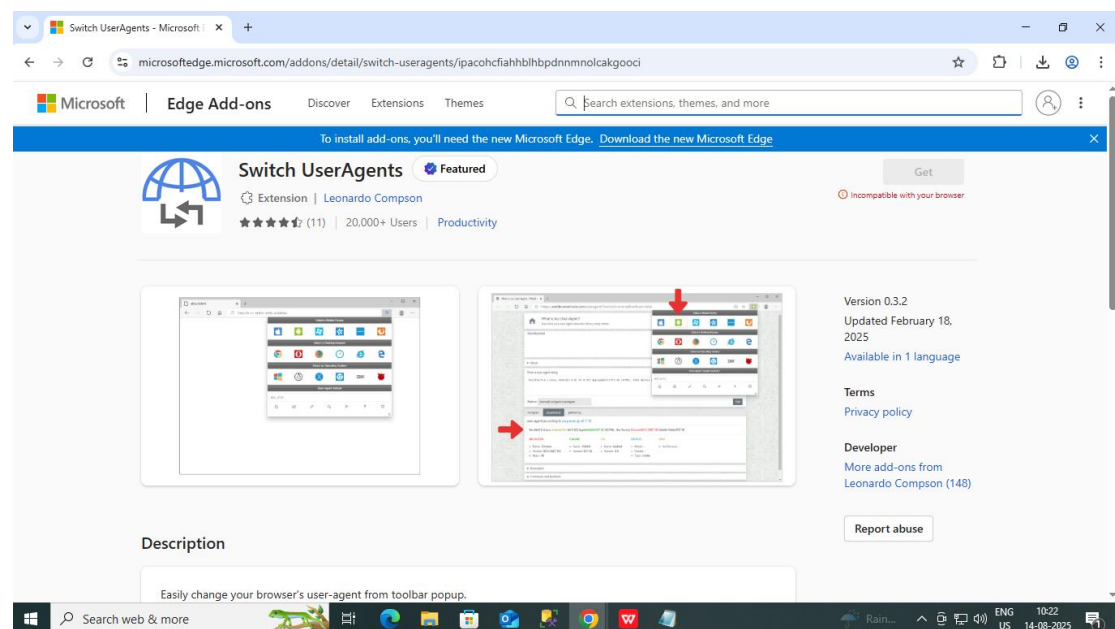 Switch UserAgents - Microsoft
microsoftedge.microsoft.com/addons/detail/switch-useragents/ipacohcfiahhblhbpdnnmnolcakgooci
Microsoft | Edge Add-ons Discover Extensions Themes Search extensions, themes, and more
To install add-ons, you'll need the new Microsoft Edge. Download the new Microsoft Edge
Switch UserAgents Featured
Get
Extension | Leonardo Compson
Incompatible with your browser
(11) | 20,000+ Users | Productivity
Version 0.3.2
Updated February 18,
2025
Available in 1 language
Terms
Privacy policy
Developer
More add-ons from
Leonardo Compson (148)
Report abuse
Description
Easily change your browser's user-agent from toolbar popup.
Search web & more
Rain...
ENG
US
10:22
14-08-2025